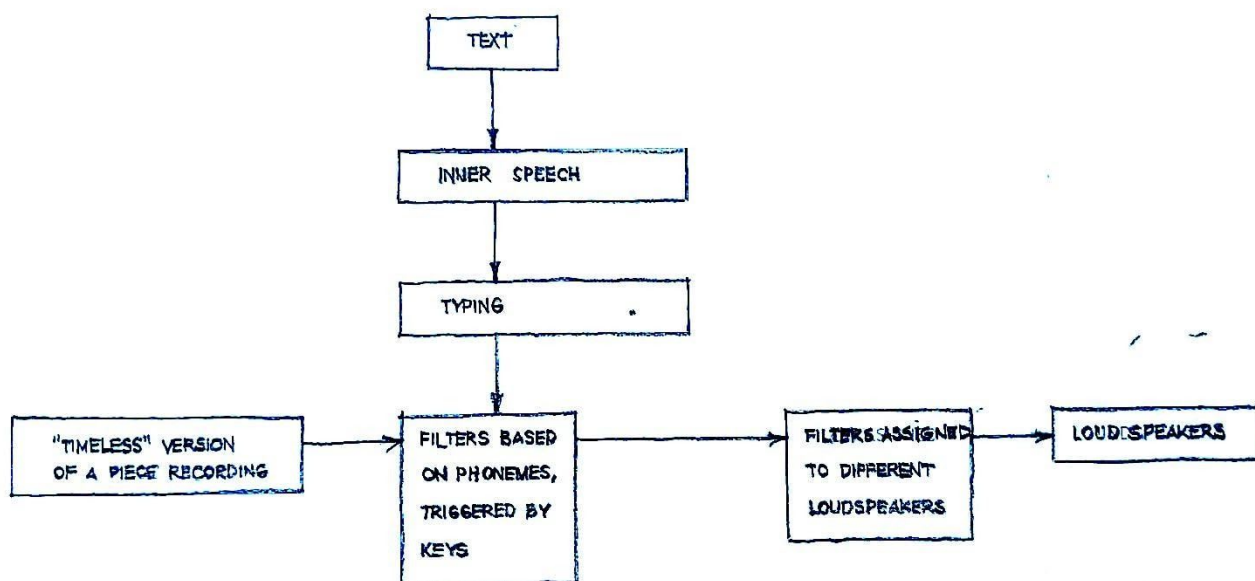 TEXT
INNER SPEECH
TYPING
"TIMELESS" VERSION
OF A PIECE RECORDING
FILTERS BASED
ON PHONEMES,
TRIGGERED BY
KEYS
FILTERS ASSIGNED
TO DIFFERENT
LOUDSPEAKERS
LOUDSPEAKERS